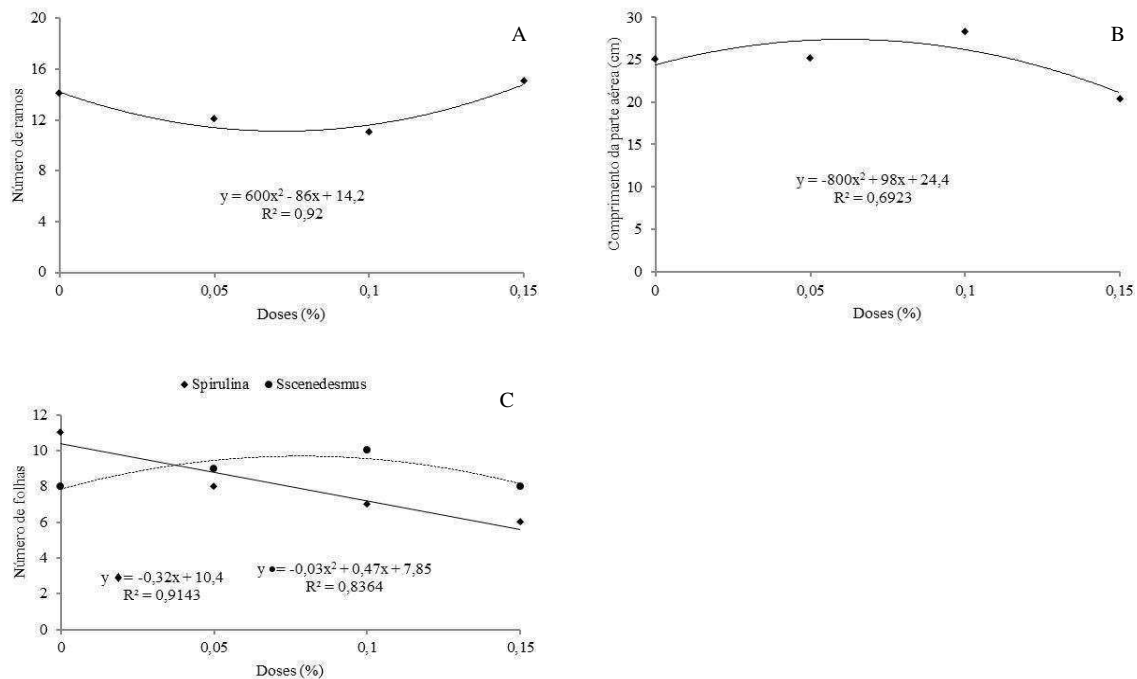 A
Número de ramos
20
16
12
8
4
0
y = 600x² - 86x + 14,2
R² = 0,92
0 0,05 0,1 0,15
Doses (%)
B
Comprimento da parte aérea (cm)
30
25
20
15
10
5
0
y = -800x² + 98x + 24,4
R² = 0,6923
0 0,05 0,1 0,15
Doses (%)
♦ Spirulina ● Sscenedesmus
C
Número de folhas
12
10
8
6
4
2
0
y ♦ = -0,32x + 10,4
R² = 0,9143
y ● = -0,03x² + 0,47x + 7,85
R² = 0,8364
0 0,05 0,1 0,15
Doses (%)